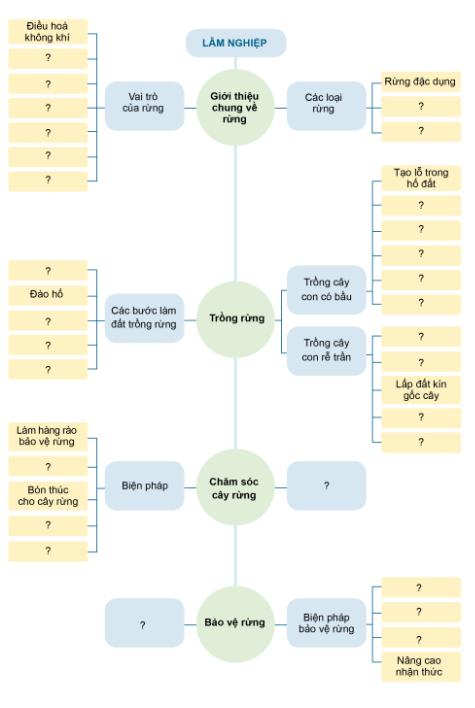 LÂM NGHIỆP
Giới thiệu
chung về
rừng
Vai trò
của rừng
Điều hoà
không khí
?
?
?
?
?
?
Các loại
rừng
Rừng đặc dụng
?
?
Trồng rừng
Các bước làm
đất trồng rừng
?
Đào hố
?
?
?
Trồng cây
con có bầu
Tạo lỗ trong
hố đất
?
?
?
?
?
Trồng cây
con rễ trần
?
?
Lấp đất kín
gốc cây
?
?
Chăm sóc
cây rừng
Biện pháp
Làm hàng rào
bảo vệ rừng
?
Bón thúc
cho cây rừng
?
?
?
Bảo vệ rừng
?
Biện pháp
bảo vệ rừng
?
?
?
Nâng cao
nhận thức